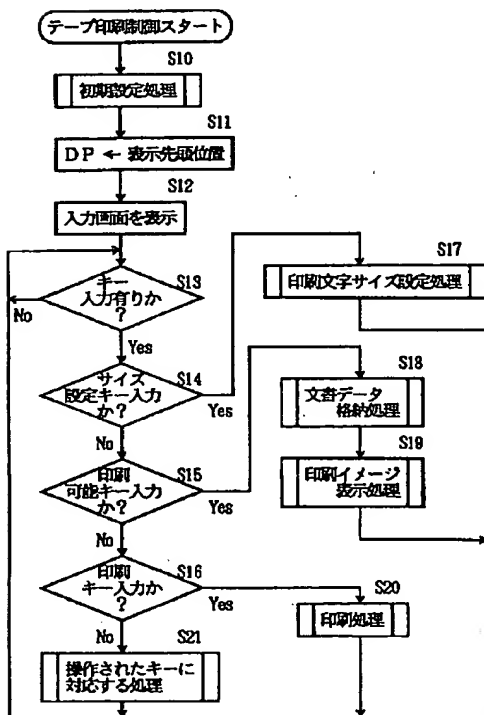 テープ印刷制御スタート
S10
初期設定処理
S11
DP ← 表示先頭位置
S12
入力画面を表示
キー
入力有りか
?
S13
No
Yes
サイズ
設定キー入力
か?
S14
Yes
No
S17
印刷文字サイズ設定処理
印刷
可能キー入力
か?
S15
Yes
No
S18
文書データ
格納処理
S19
印刷イメージ
表示処理
印刷
キー入力か
?
S16
Yes
No
S20
印刷処理
S21
操作されたキーに
対応する処理